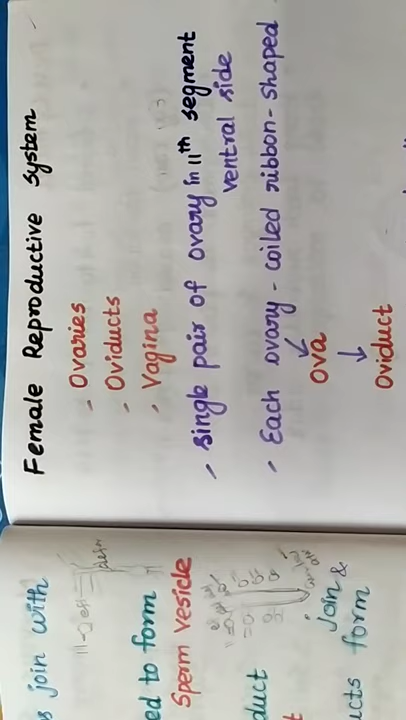 Female Reproductive System
- Ovaries
- Oviducts
- Vagina
- Single pair of ovary in 11th segment
ventral side
- Each ovary - coiled ribbon-shaped
↓
Ova
↓
Oviduct
join with
ed to form
Sperm vesicle
duct
join &
ucts form